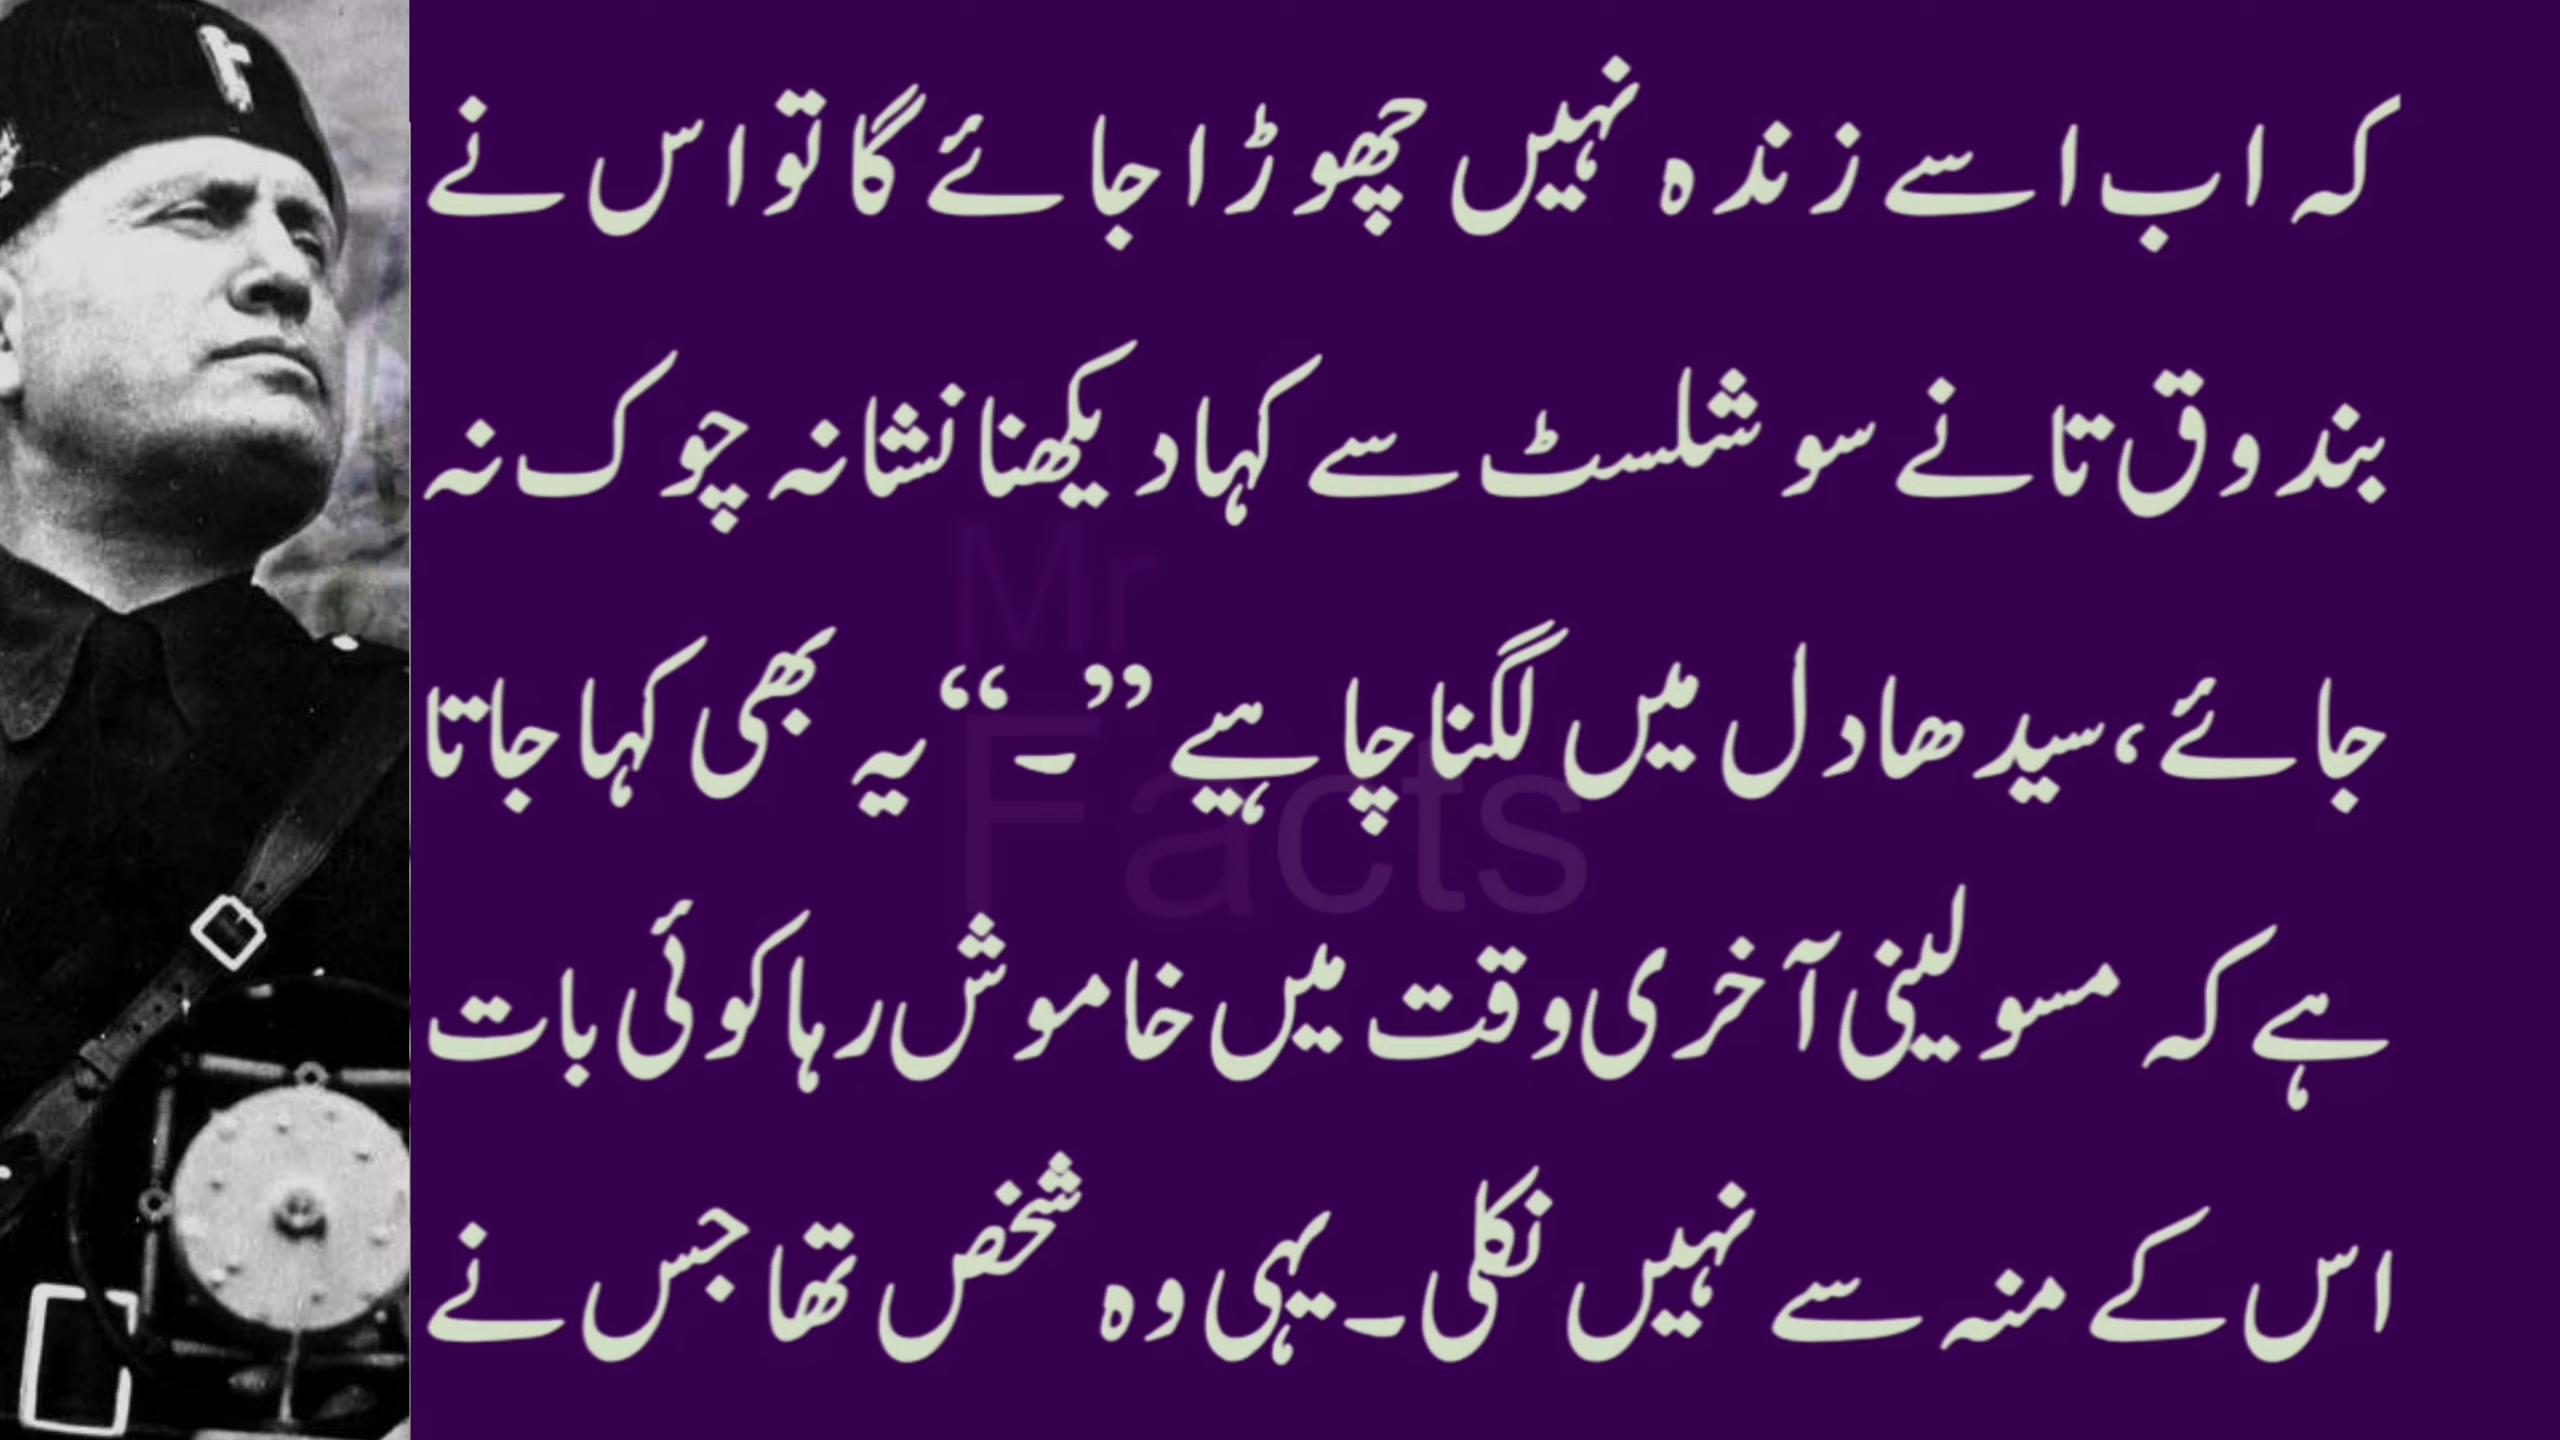 کہ اب اسے زندہ نہیں چھوڑا جائے گا تو اس نے
بندوق تانے سوشلسٹ سے کہا دیکھنا نشانہ چوک نہ
جائے، سیدھا دل میں لگنا چاہیے ”۔“ یہ بھی کہا جاتا
ہے کہ مسولینی آخری وقت میں خاموش رہا کوئی بات
اس کے منہ سے نہیں نکلی۔ یہی وہ شخص تھا جس نے
Mr
Facts